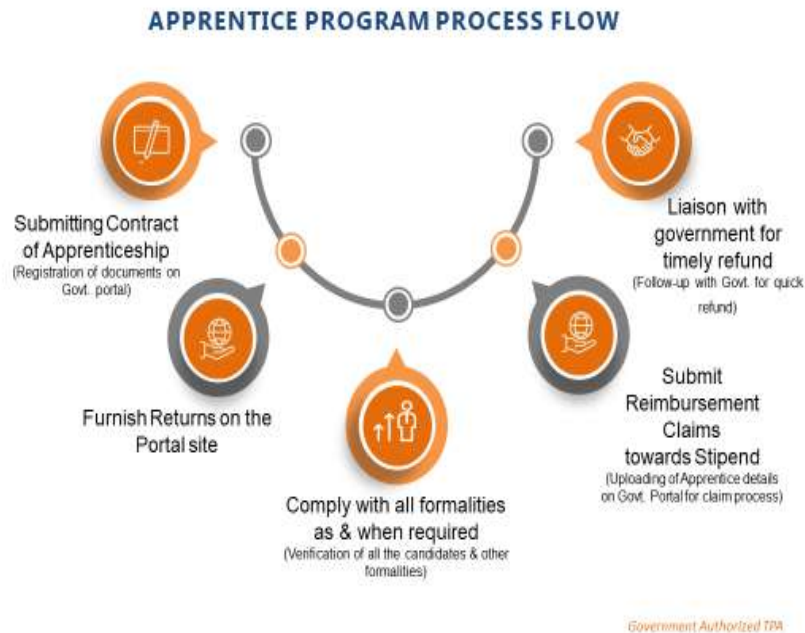 APPRENTICE PROGRAM PROCESS FLOW
Submitting Contract
of Apprenticeship
(Registration of documents on
Govt. portal)
Furnish Returns on the
Portal site
Comply with all formalities
as & when required
(Verification of all the candidates & other
formalities)
Submit
Reimbursement
Claims
towards Stipend
(Uploading of Apprentice details
on Govt. Portal for claim process)
Liaison with
government for
timely refund
(Follow-up with Govt. for quick
refund)
Government Authorized TPA